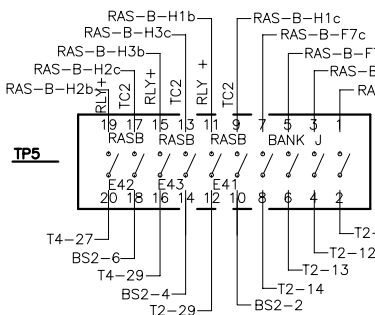 RAS-B-H1b
RAS-B-H1c
RAS-B-H3c
RAS-B-F7c
RAS-B-H3b
RAS-B-F7
RAS-B-H2c
RAS-B
RAS-B-H2b
RA
RLY+
TC2
RLY+
TC2
RLY +
TC2
19 17 15 13 11 9 7 5 3 1
RASB RASB RASB BANK J
TP5
E42 E43 E41
20 18 16 14 12 10 8 6 4 2
T4-27
T2-
BS2-6
T2-12
T4-29
T2-13
BS2-4
T2-14
T2-29
BS2-2